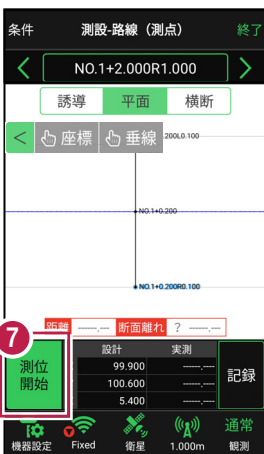 条件 測設-路線（測点） 終了
< NO.1+2.000R1.000 >
誘導 平面 横断
< 座標 垂線 .200L0.100
NO.1+0.200
NO.1+0.200R0.100
距離 -----.--- 断面離れ ? -----.---
7
測位
開始
設計 実測
99.900 -----.---
100.600 -----.---
5.400 -----.---
記録
機器設定 Fixed 衛星 1.000m 通常
観測